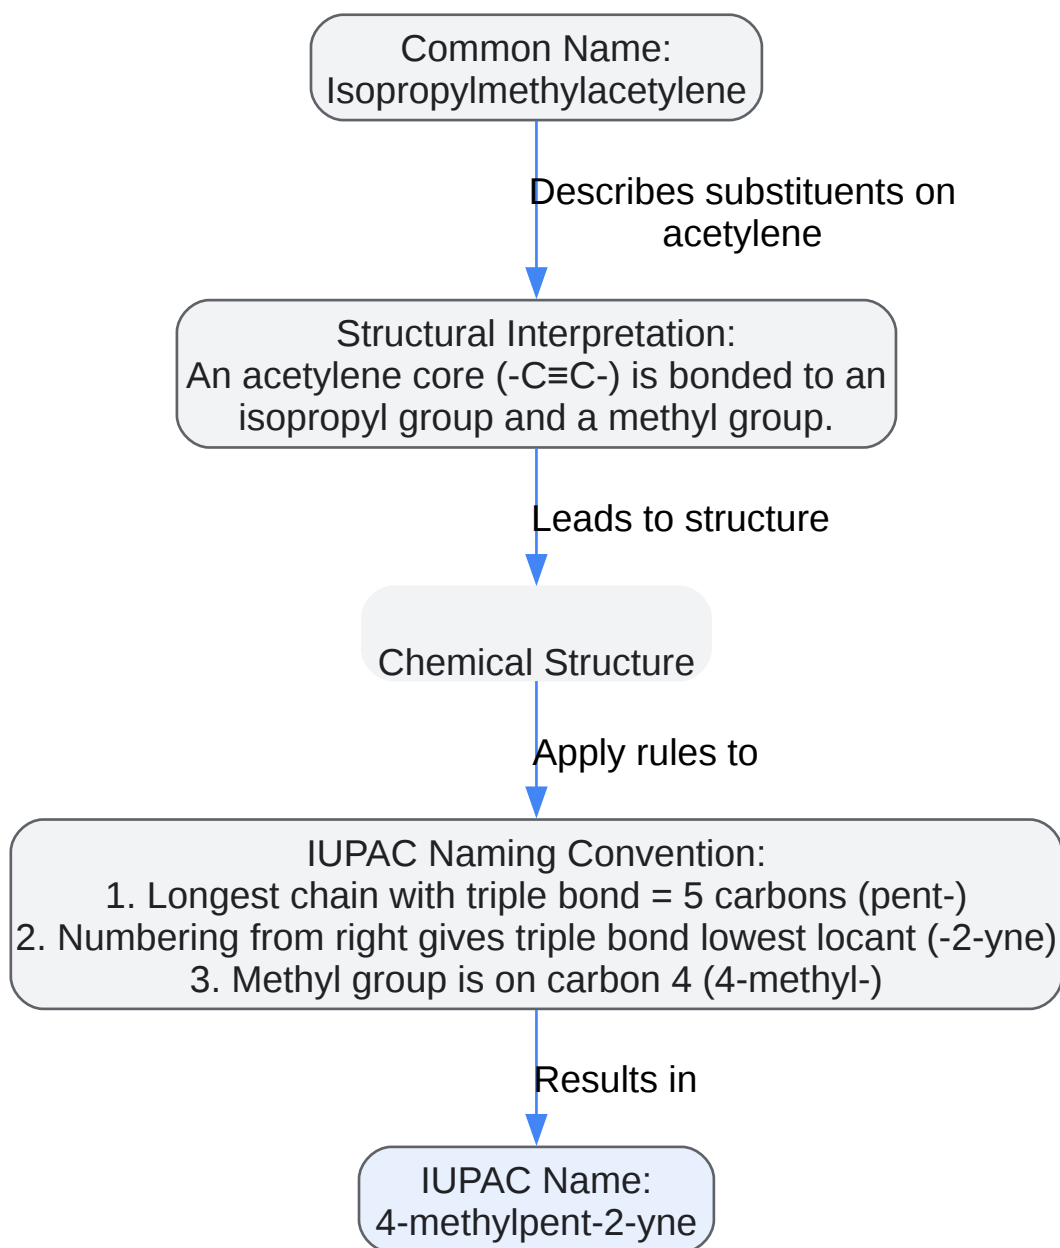 Common Name:
Isopropylmethylacetylene
Describes substituents on
acetylene
Structural Interpretation:
An acetylene core (-C≡C-) is bonded to an
isopropyl group and a methyl group.
Leads to structure
Chemical Structure
Apply rules to
IUPAC Naming Convention:
1. Longest chain with triple bond = 5 carbons (pent-)
2. Numbering from right gives triple bond lowest locant (-2-yne)
3. Methyl group is on carbon 4 (4-methyl-)
Results in
IUPAC Name:
4-methylpent-2-yne